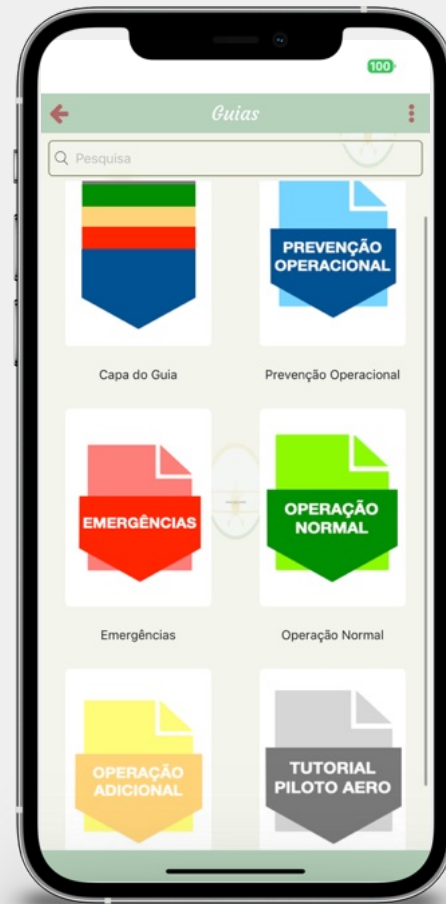 100
Guias
Pesquisa
PREVENÇÃO
OPERACIONAL
Capa do Guia
Prevenção Operacional
EMERGÊNCIAS
OPERAÇÃO
NORMAL
Emergências
Operação Normal
OPERAÇÃO
ADICIONAL
TUTORIAL
PILOTO AERO